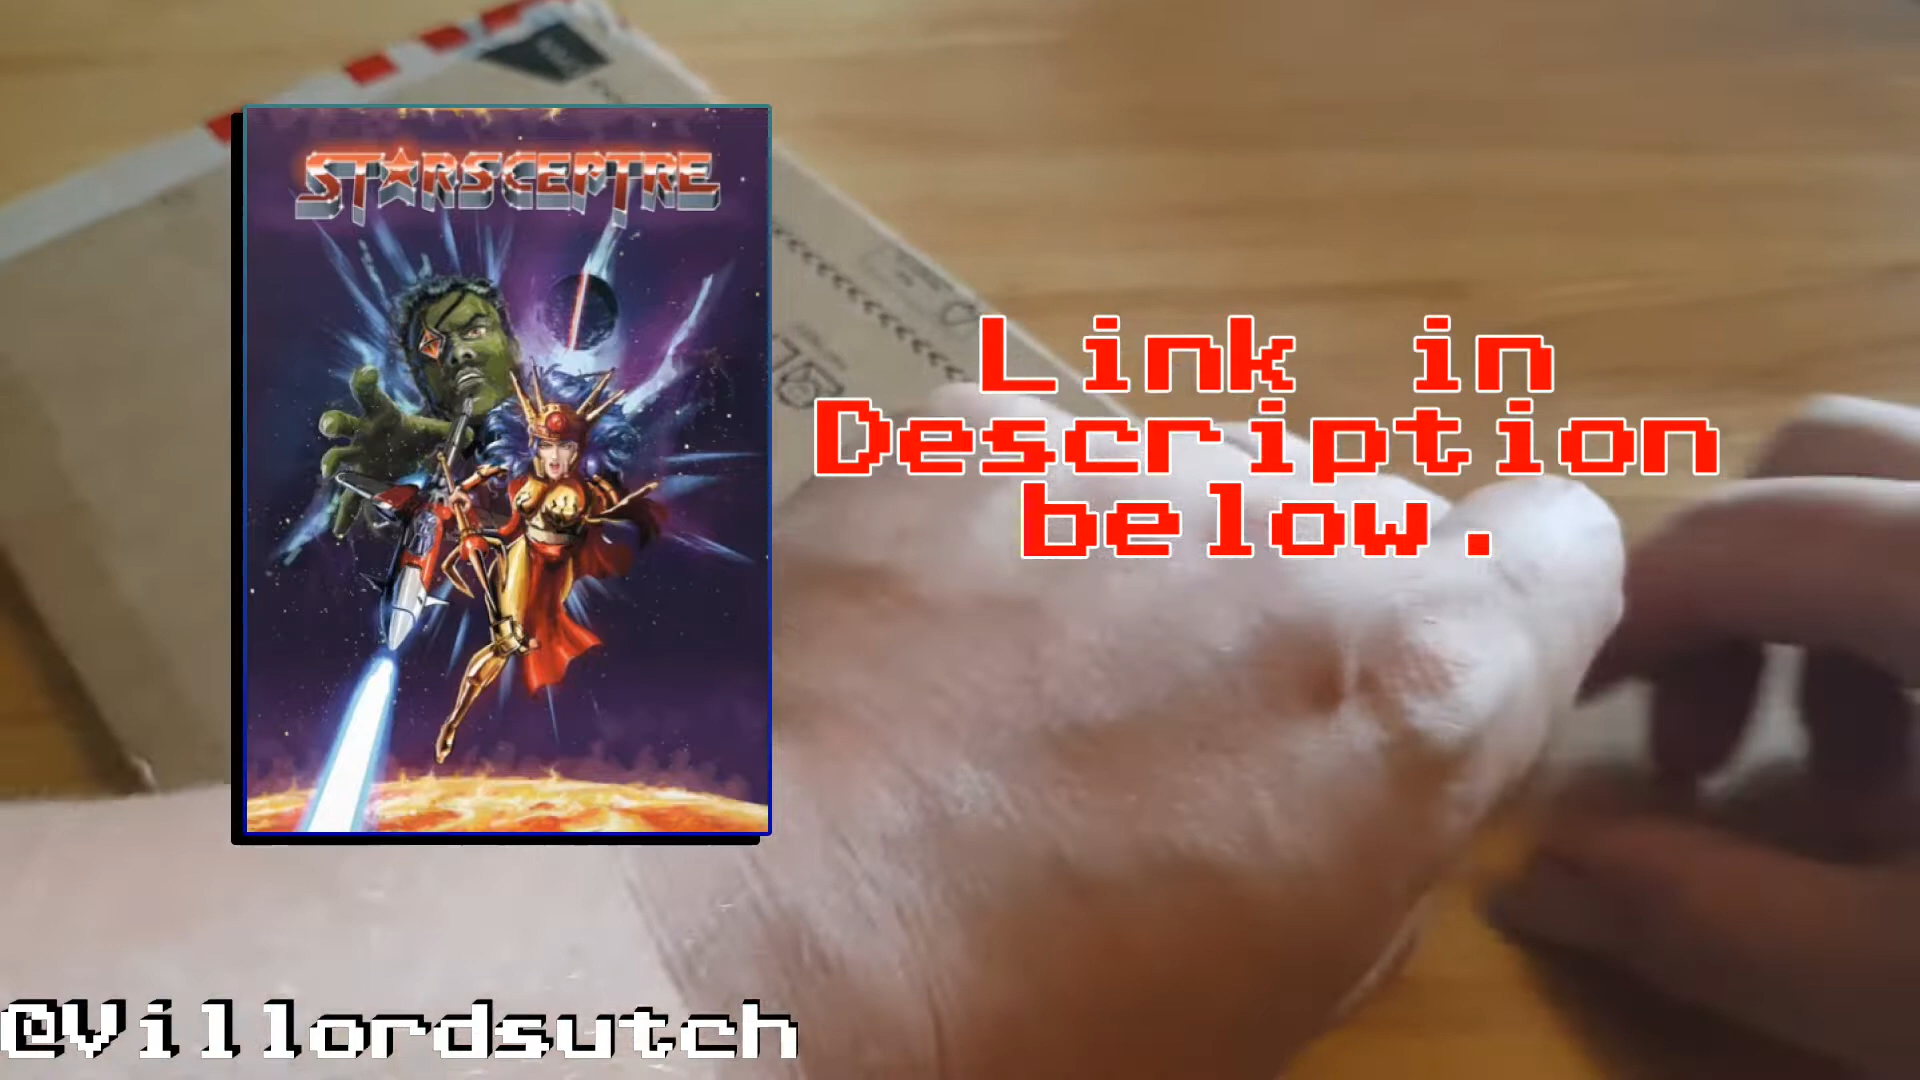 STARSCEPTRE
Link in
Description
below.
@Villordsutch